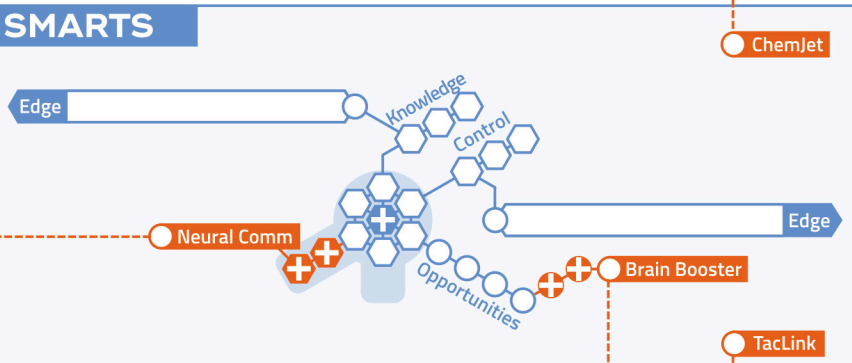 SMARTS
ChemJet
Edge
Knowledge
Control
Edge
Neural Comm
Opportunities
Brain Booster
TacLink